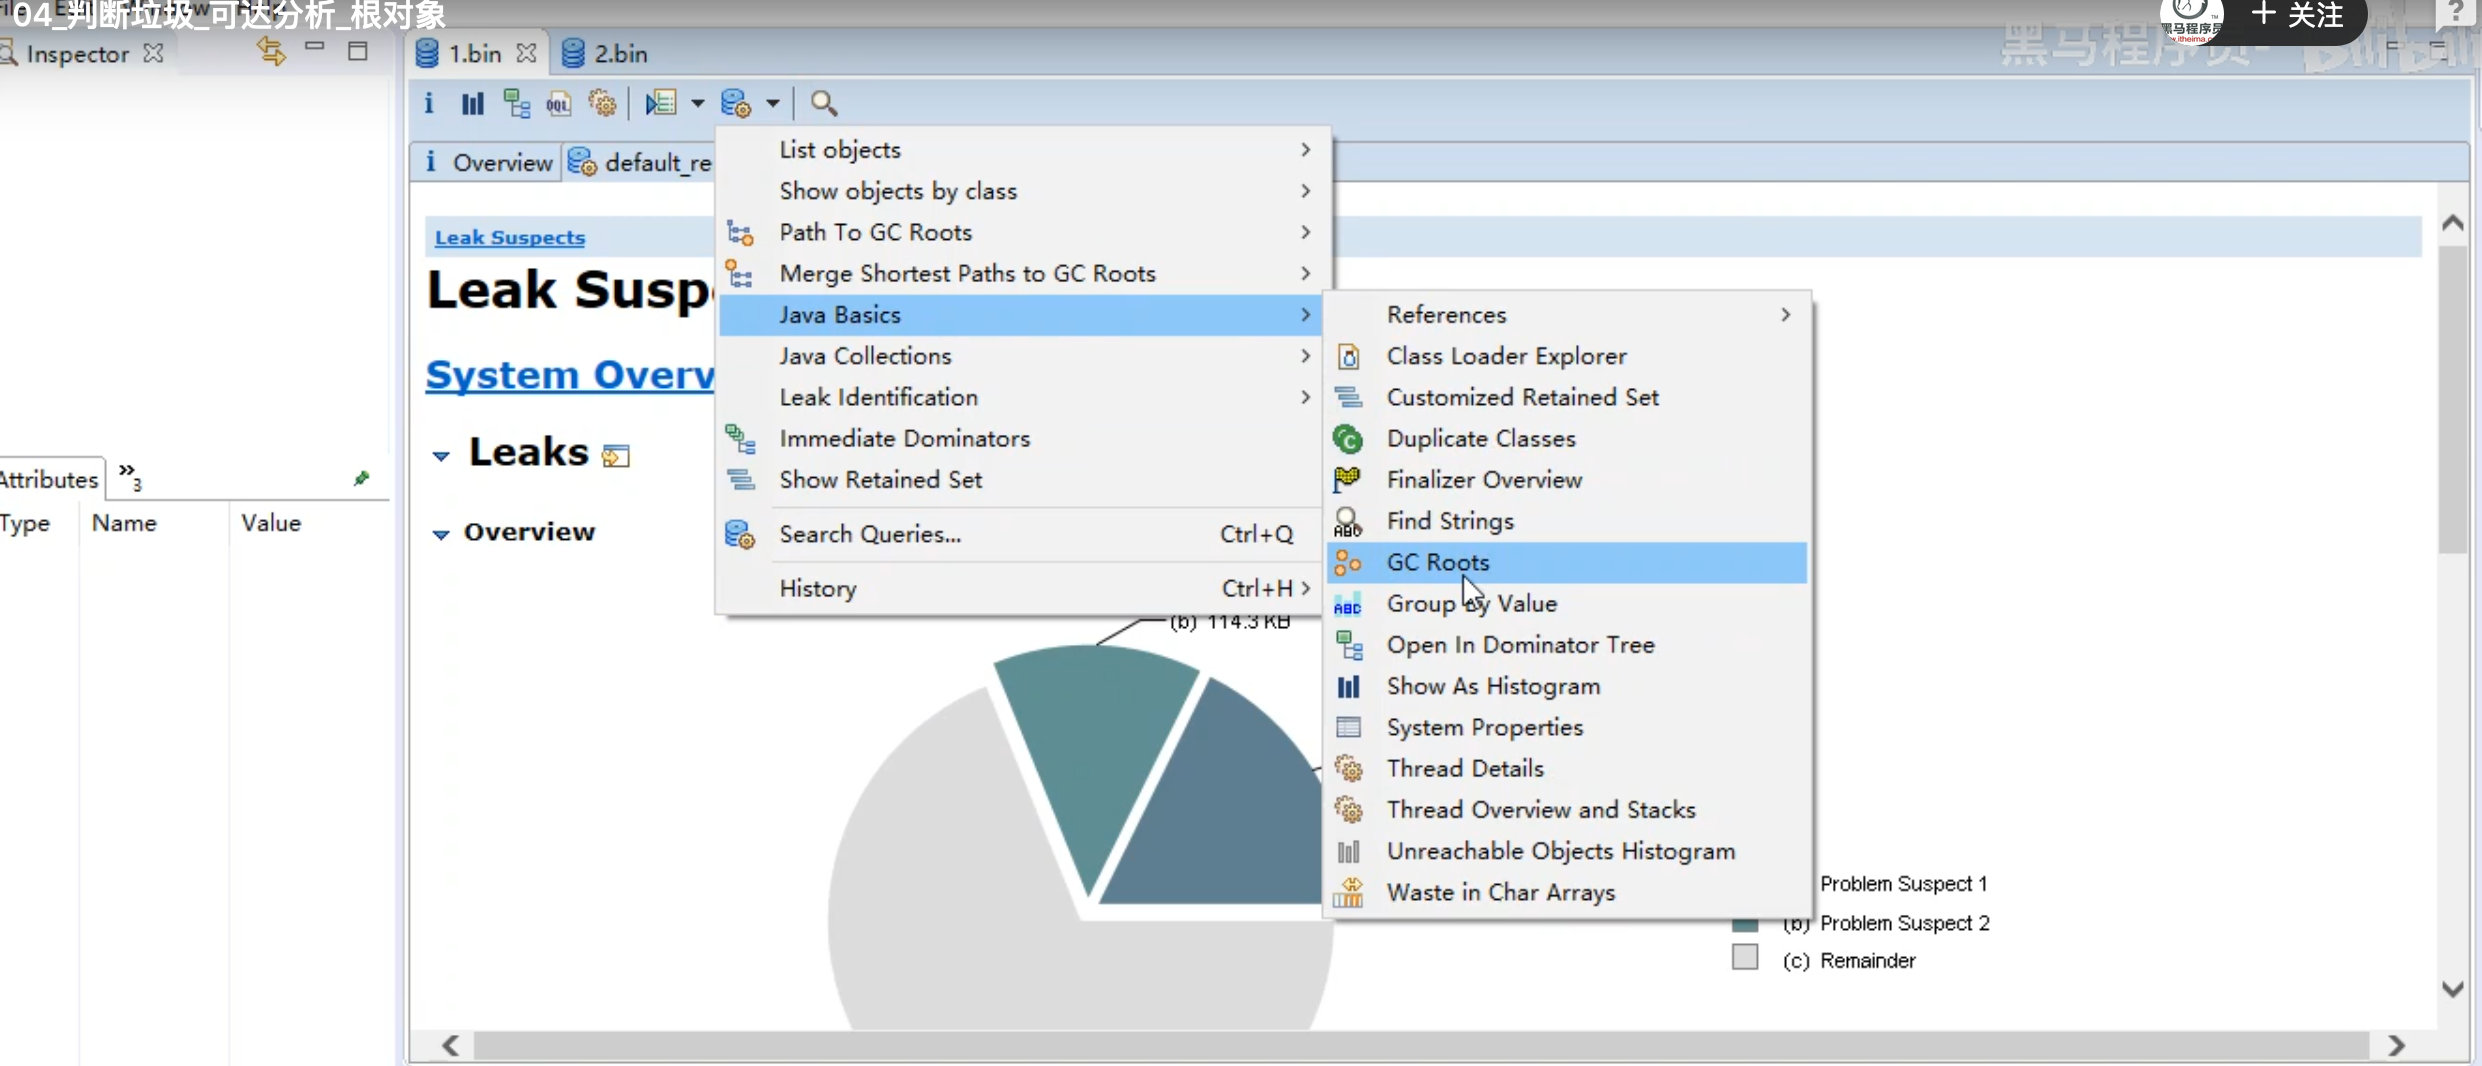 04_判断垃圾_可达分析_根对象
+ 关注
?
黑马程序员
Inspector
1.bin
2.bin
i
OQL
i Overview
default_re
Leak Suspects
Leak Susp
System Overv
Leaks
Overview
Attributes
3
Type
Name
Value
List objects
Show objects by class
Path To GC Roots
Merge Shortest Paths to GC Roots
Java Basics
Java Collections
Leak Identification
Immediate Dominators
Show Retained Set
Search Queries... Ctrl+Q
History Ctrl+H
References
Class Loader Explorer
Customized Retained Set
Duplicate Classes
Finalizer Overview
Find Strings
GC Roots
Group By Value
Open In Dominator Tree
Show As Histogram
System Properties
Thread Details
Thread Overview and Stacks
Unreachable Objects Histogram
Waste in Char Arrays
(b) 114.3 KB
Problem Suspect 1
(b) Problem Suspect 2
(c) Remainder